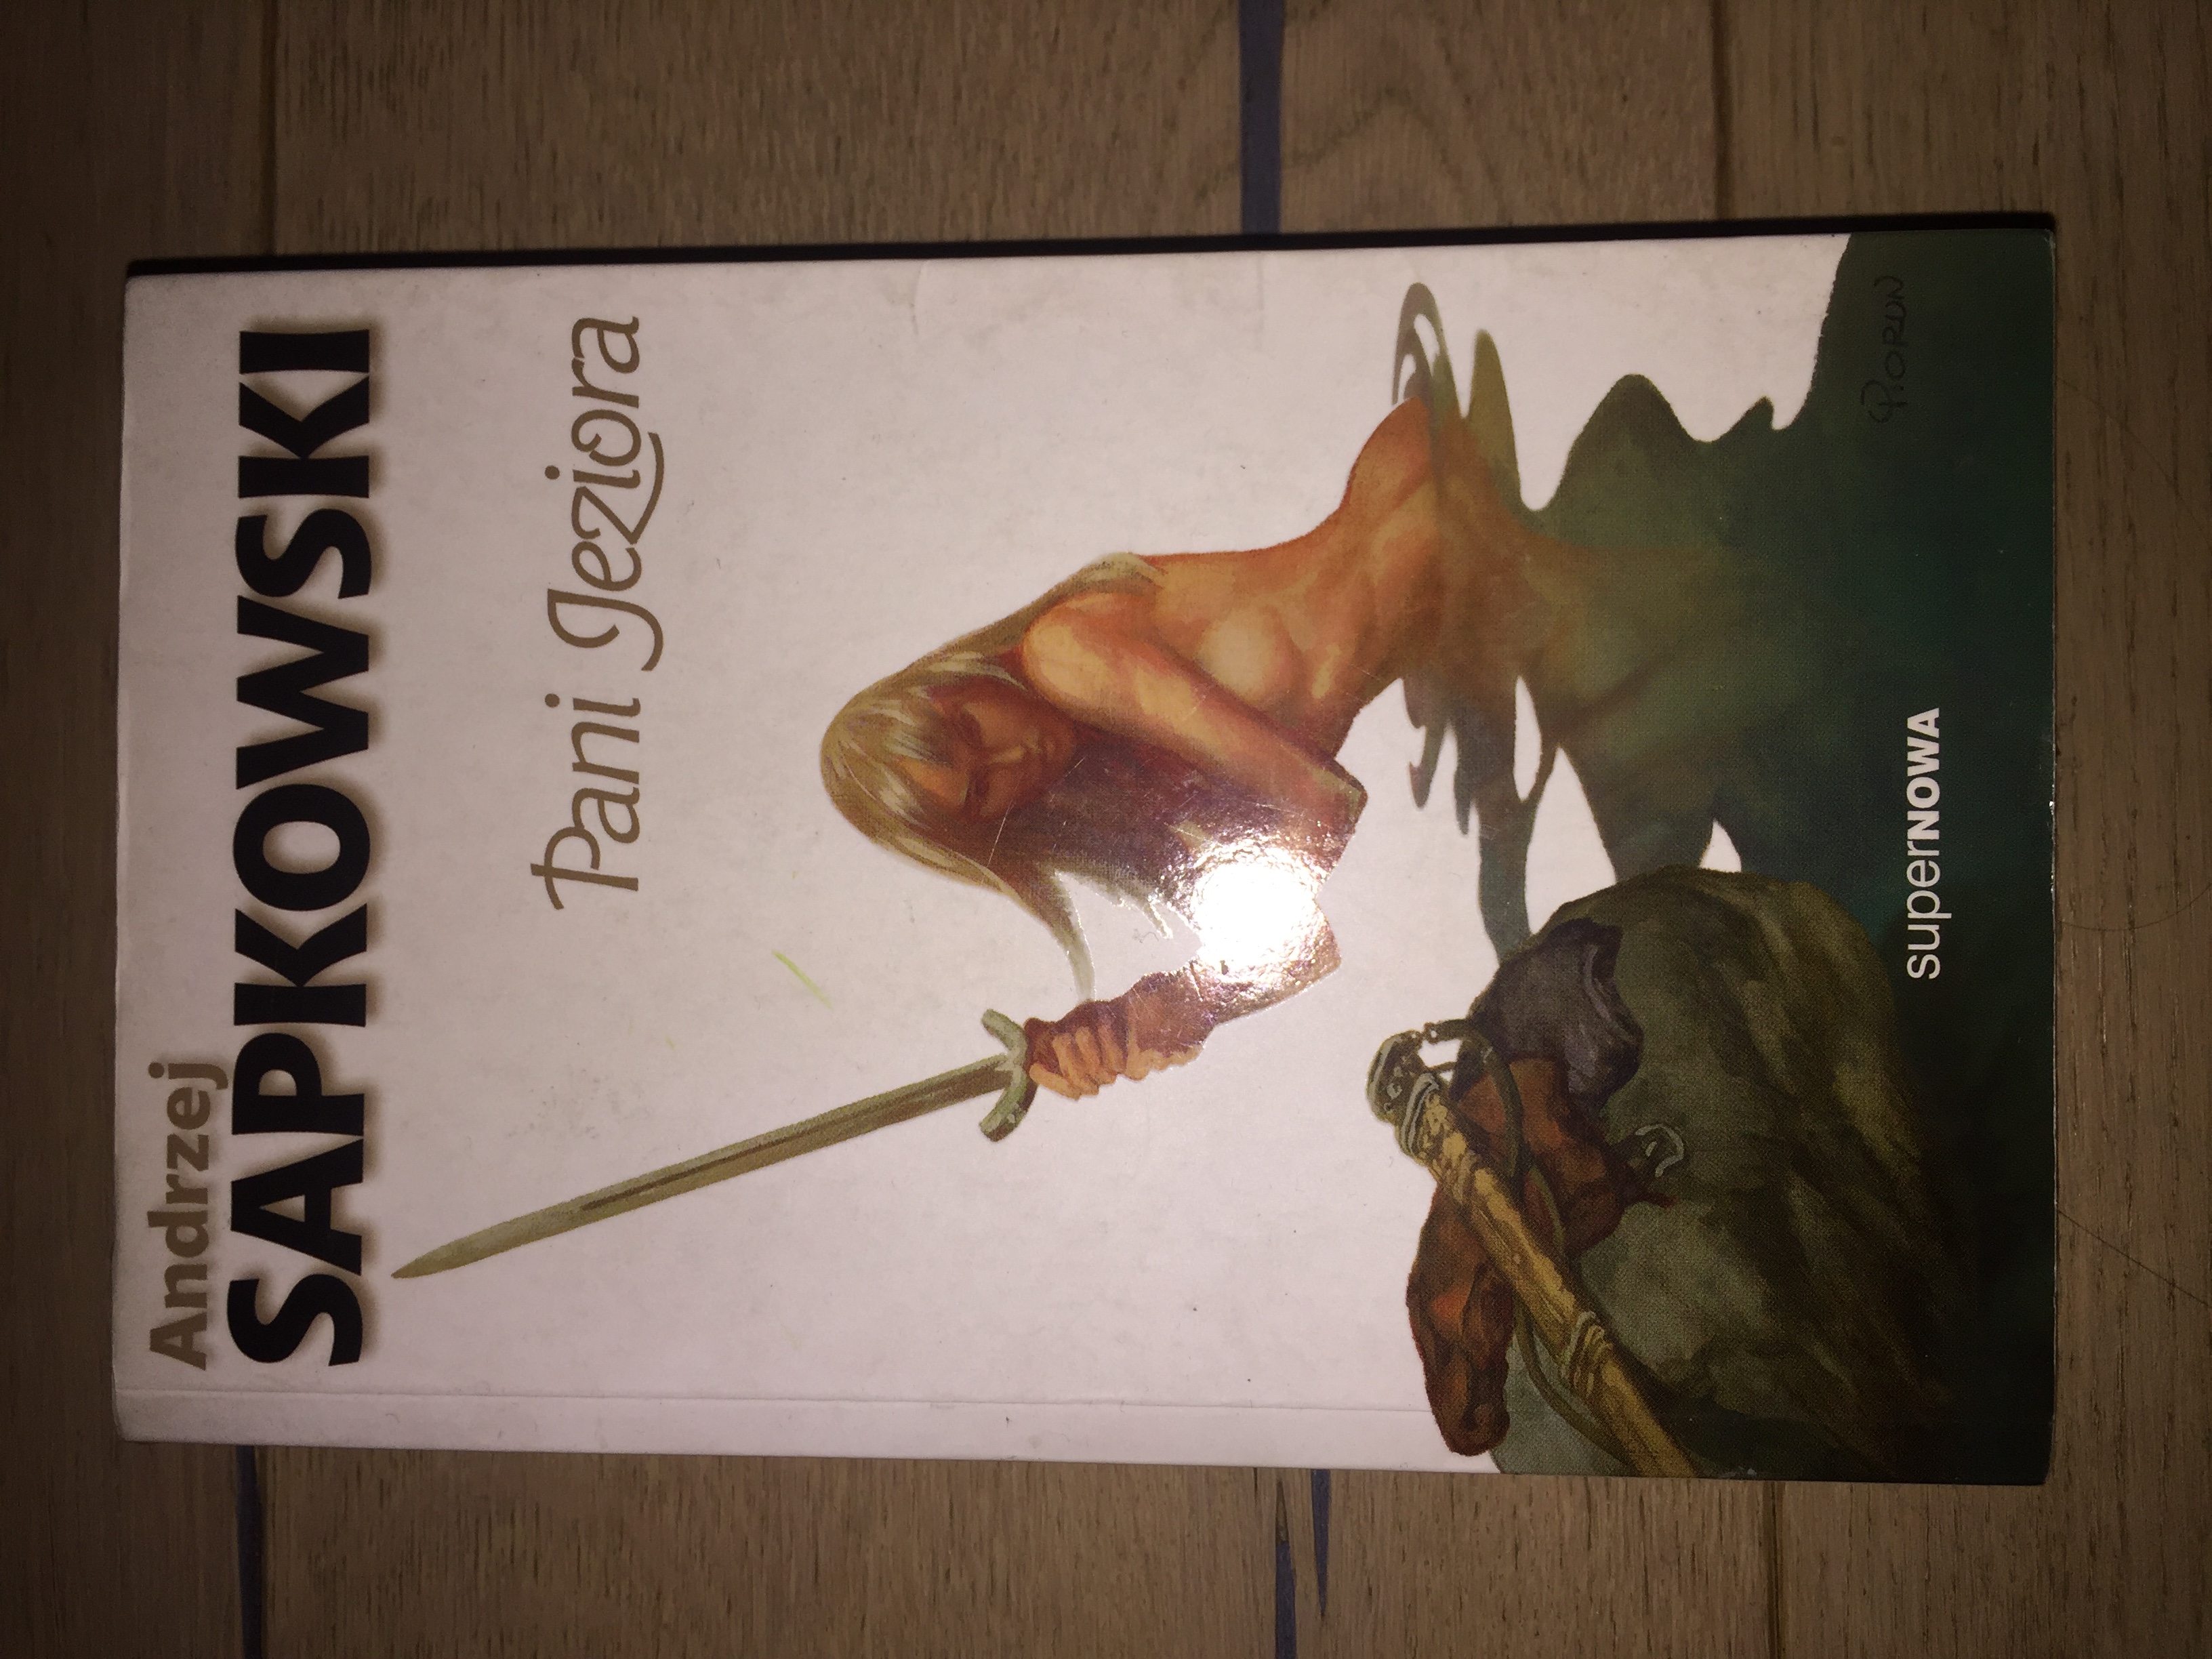 Andrzej
SAPKOWSKI
Pani Jeziora
PIORUN
superNOWA